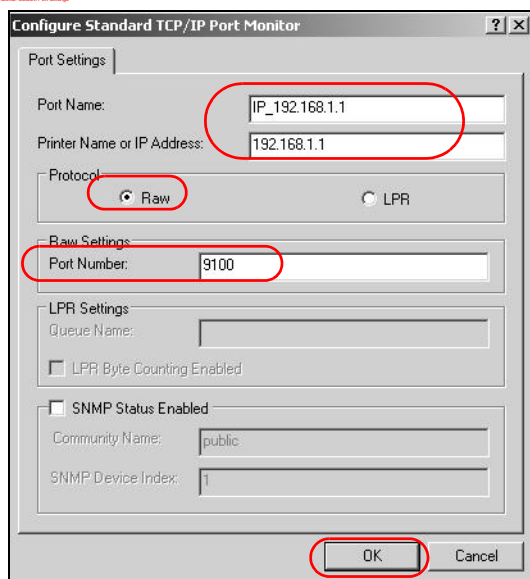 Configure Standard TCP/IP Port Monitor
Port Settings
Port Name: IP_192.168.1.1
Printer Name or IP Address: 192.168.1.1
Protocol
Raw LPR
Raw Settings
Port Number: 9100
LPR Settings
Queue Name:
LPR Byte Counting Enabled
SNMP Status Enabled
Community Name: public
SNMP Device Index: 1
OK Cancel